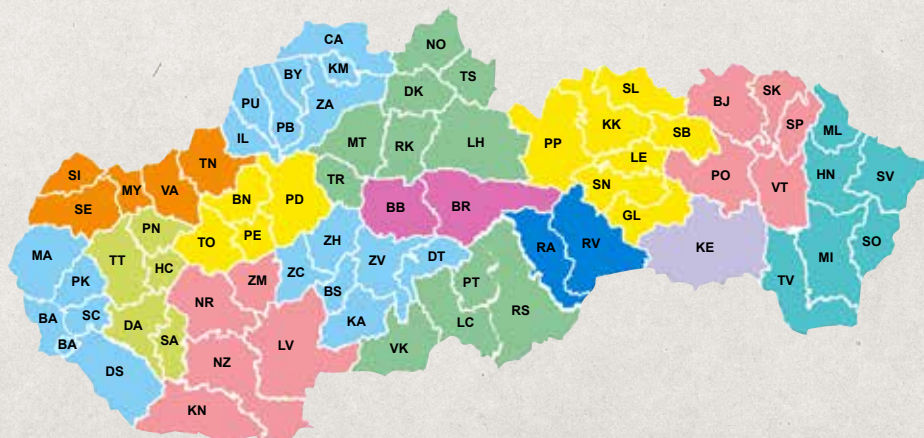 CA
NO
BY
KM
TS
DK
SL
PU
ZA
BJ
SK
SP
IL
PB
KK
SB
ML
MT
RK
LH
PP
LE
TN
SI
MY
VA
TR
PO
VT
HN
SV
SE
BN
PD
SN
BB
BR
GL
PN
TO
PE
ZH
RA
RV
KE
SO
MA
TT
HC
ZV
DT
MI
PK
ZM
ZC
PT
TV
NR
BS
BA
SC
DA
KA
LC
RS
SA
BA
LV
VK
NZ
DS
KN